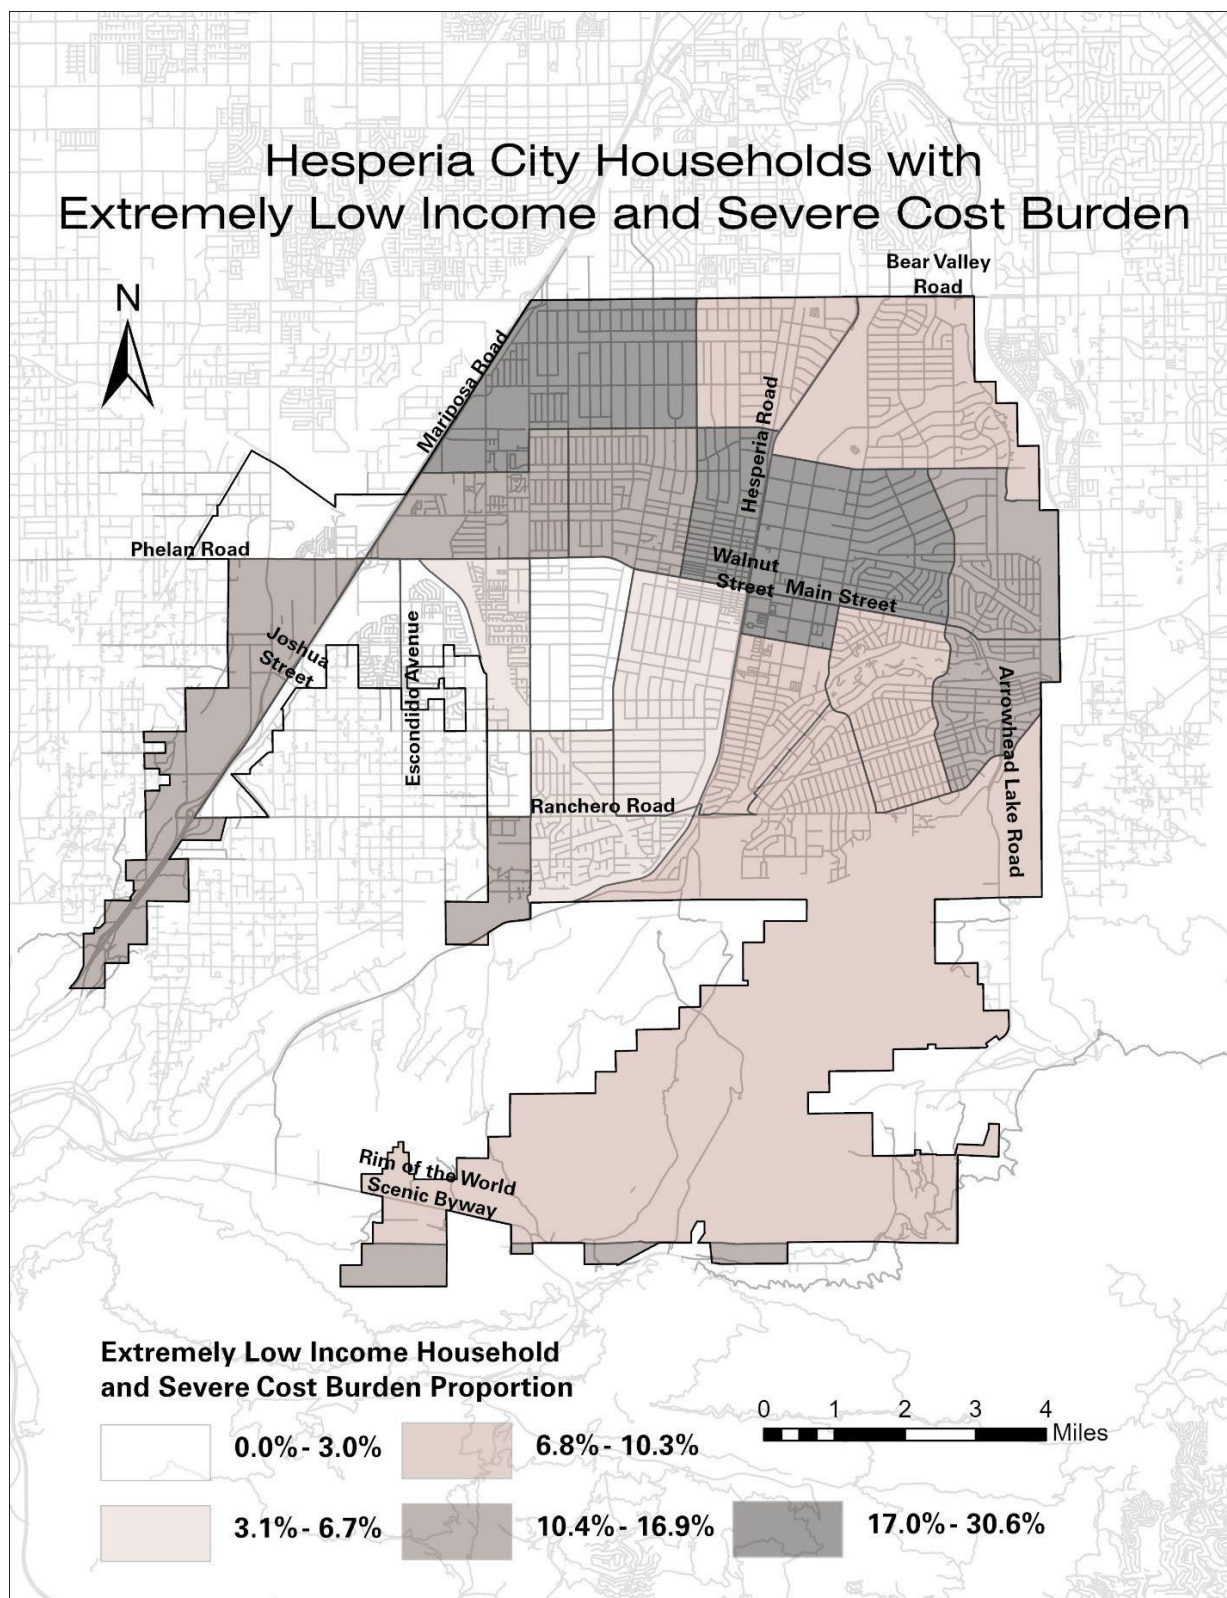 Hesperia City Households with
Extremely Low Income and Severe Cost Burden
Bear Valley
Road
N
Mariposa Road
Hesperia Road
Phelan Road
Walnut
Street
Main Street
Joshua
Street
Escondido Avenue
Arrowhead Lake Road
Ranchero Road
Rim of the World
Scenic Byway
Extremely Low Income Household
and Severe Cost Burden Proportion
0 1 2 3 4
Miles
0.0% - 3.0%
6.8% - 10.3%
3.1% - 6.7%
10.4% - 16.9%
17.0% - 30.6%